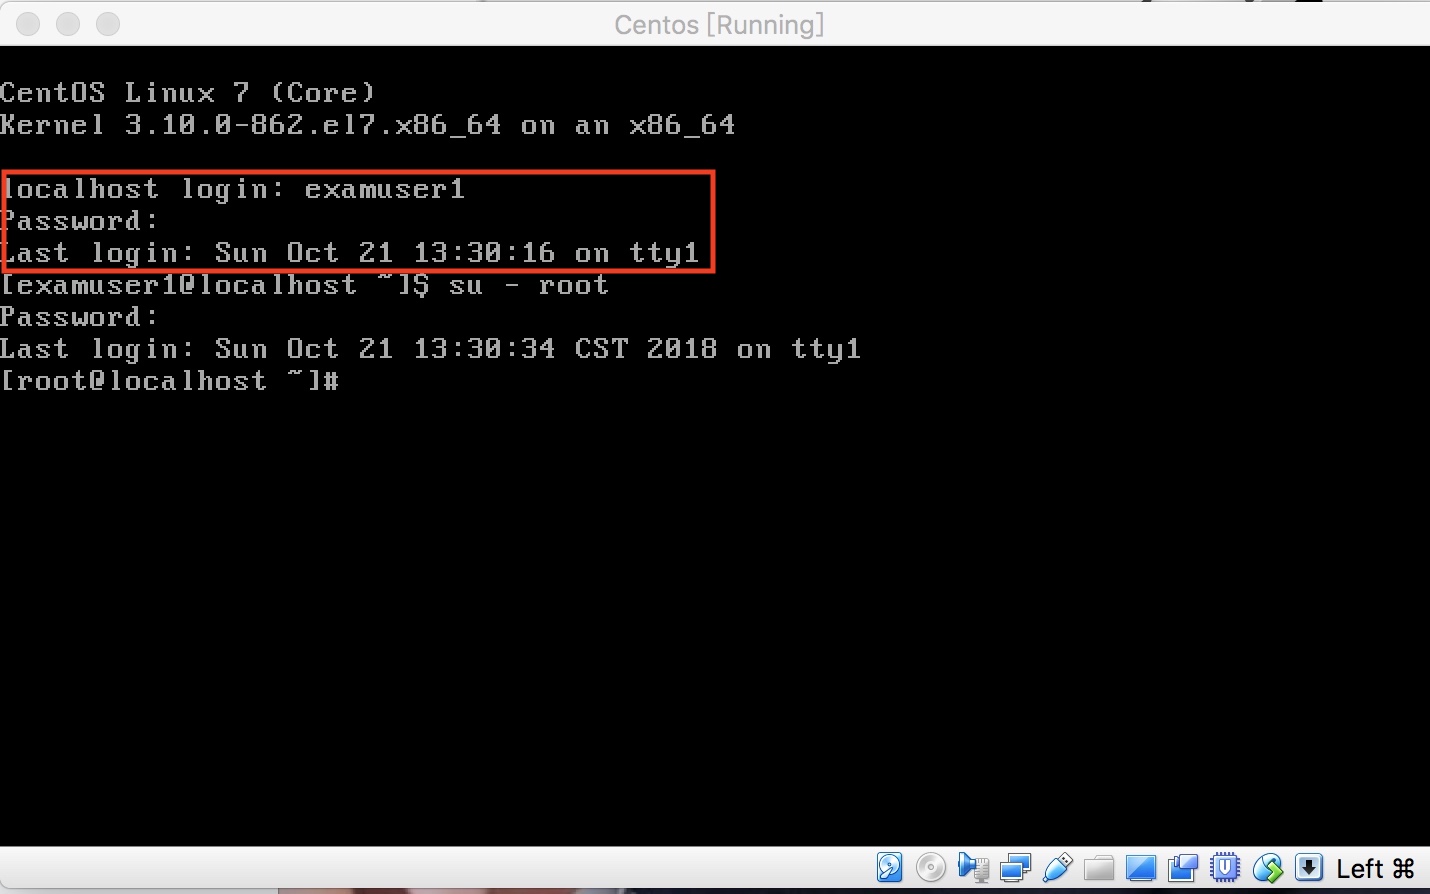 Centos [Running]
CentOS Linux 7 (Core)
Kernel 3.10.0-862.el7.x86_64 on an x86_64
localhost login: examuser1
Password:
Last login: Sun Oct 21 13:30:16 on tty1
[examuser1@localhost ~]$ su - root
Password:
Last login: Sun Oct 21 13:30:34 CST 2018 on tty1
[root@localhost ~]#
Left ⌘